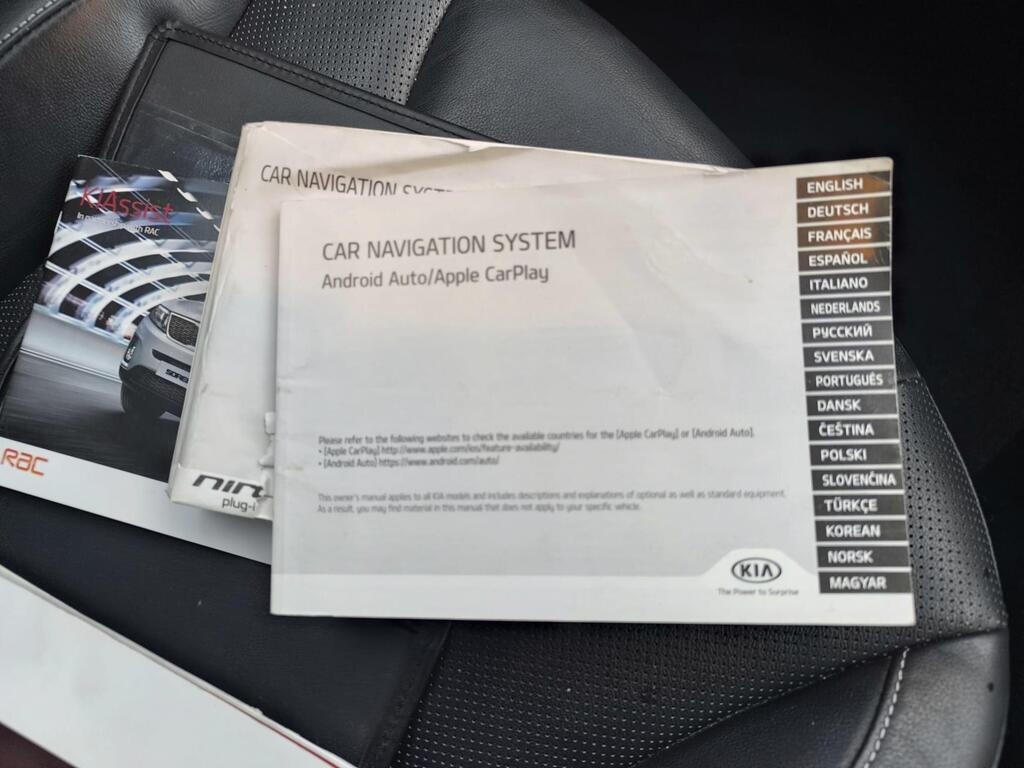 KIAssist
RAC
SORE
RAC
CAR NAVIGATION SYSTE
nir
plug-i
CAR NAVIGATION SYSTEM
Android Auto/Apple CarPlay
Please refer to the following websites to check the available countries for the [Apple CarPlay] or [Android Auto].
• [Apple CarPlay] http://www.apple.com/ios/feature-availability/
• [Android Auto] https://www.android.com/auto/
This owner's manual applies to all KIA models and includes descriptions and explanations of optional as well as standard equipment.
As a result, you may find material in this manual that does not apply to your specific vehicle.
KIA
The Power to Surprise
ENGLISH
DEUTSCH
FRANÇAIS
ESPAÑOL
ITALIANO
NEDERLANDS
РУССКИЙ
SVENSKA
PORTUGUÊS
DANSK
ČEŠTINA
POLSKI
SLOVENČINA
TÜRKÇE
KOREAN
NORSK
MAGYAR